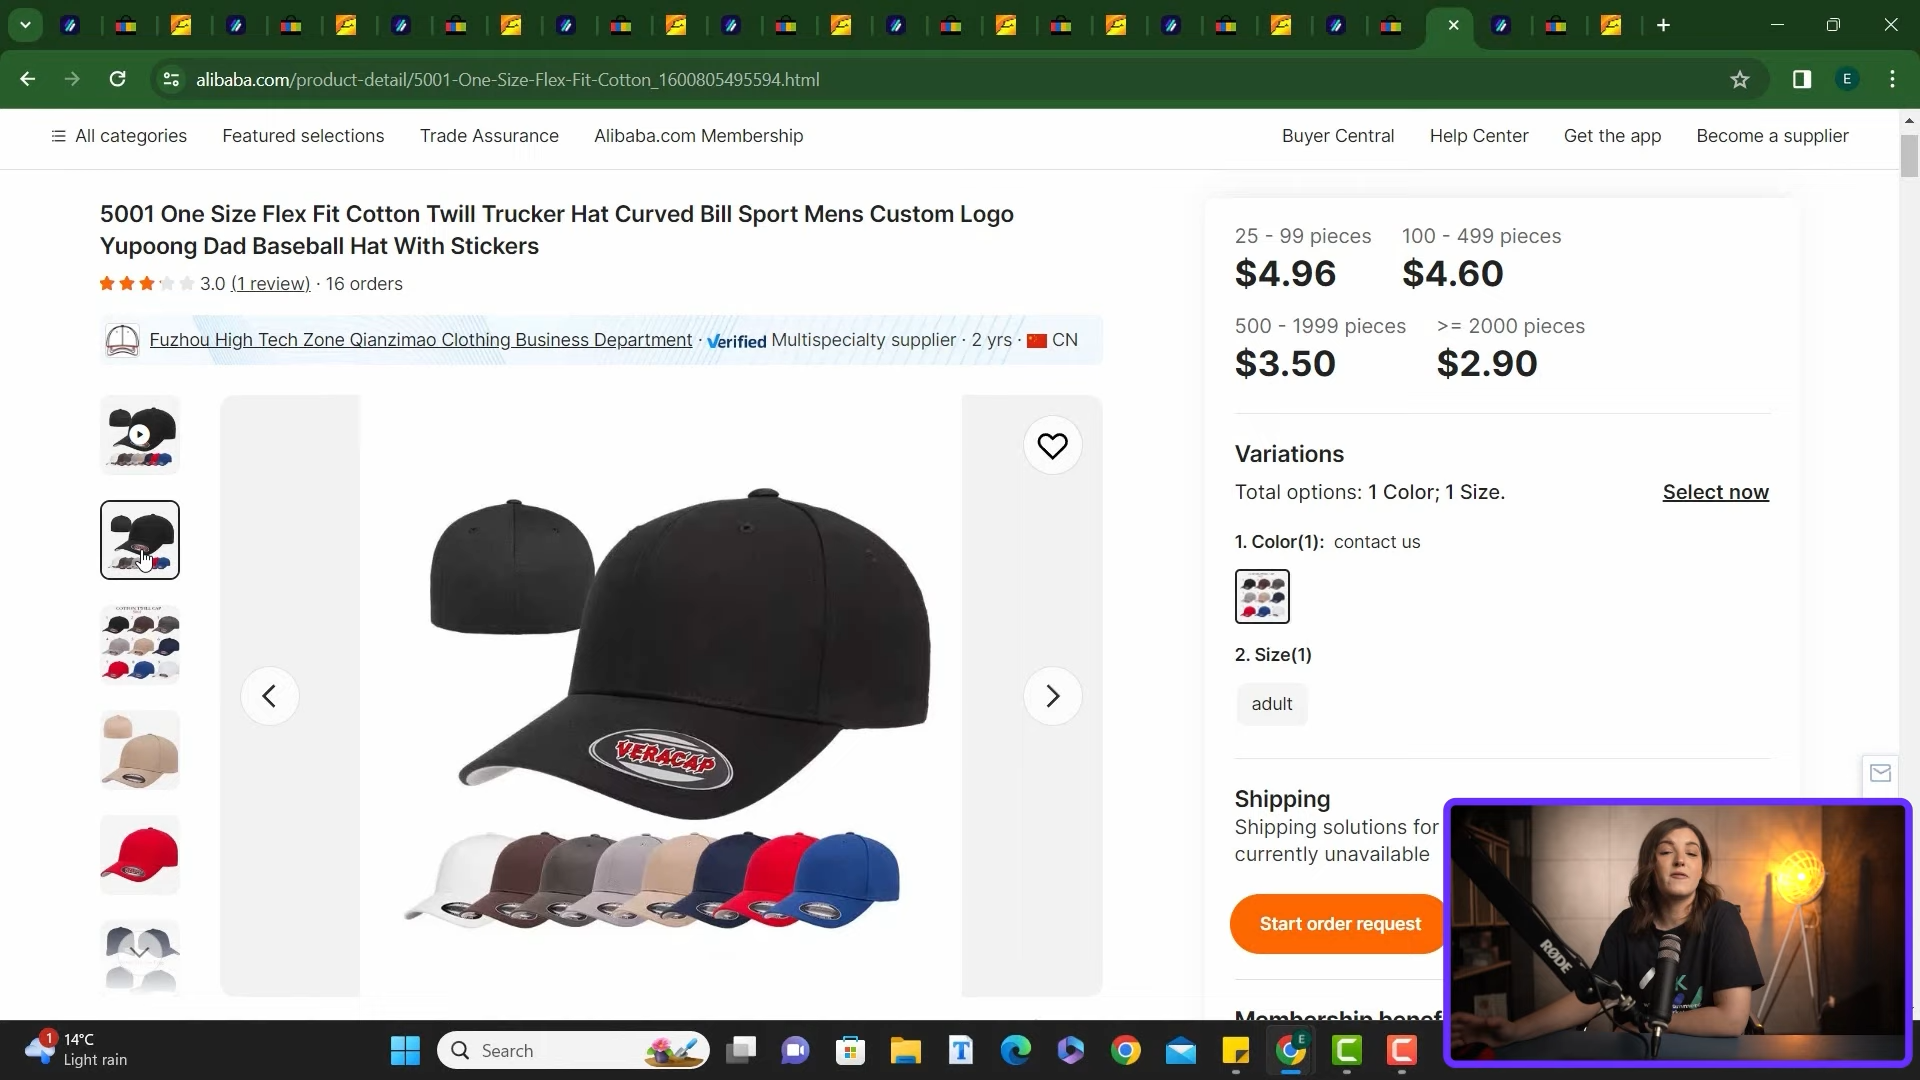 alibaba.com/product-detail/5001-One-Size-Flex-Fit-Cotton_1600805495594.html
E
All categories Featured selections Trade Assurance Alibaba.com Membership Buyer Central Help Center Get the app Become a supplier
5001 One Size Flex Fit Cotton Twill Trucker Hat Curved Bill Sport Mens Custom Logo
Yupoong Dad Baseball Hat With Stickers
3.0 (1 review) · 16 orders
Fuzhou High Tech Zone Qianzimao Clothing Business Department · Verified Multispecialty supplier · 2 yrs · CN
VERACAP
COTTON TWILL CAP
25 - 99 pieces 100 - 499 pieces
$4.96 $4.60
500 - 1999 pieces >= 2000 pieces
$3.50 $2.90
Variations
Total options: 1 Color; 1 Size. Select now
1. Color(1): contact us
2. Size(1)
adult
Shipping
Shipping solutions for
currently unavailable
Start order request
RØDE
1
14°C
Light rain
Search
T
E